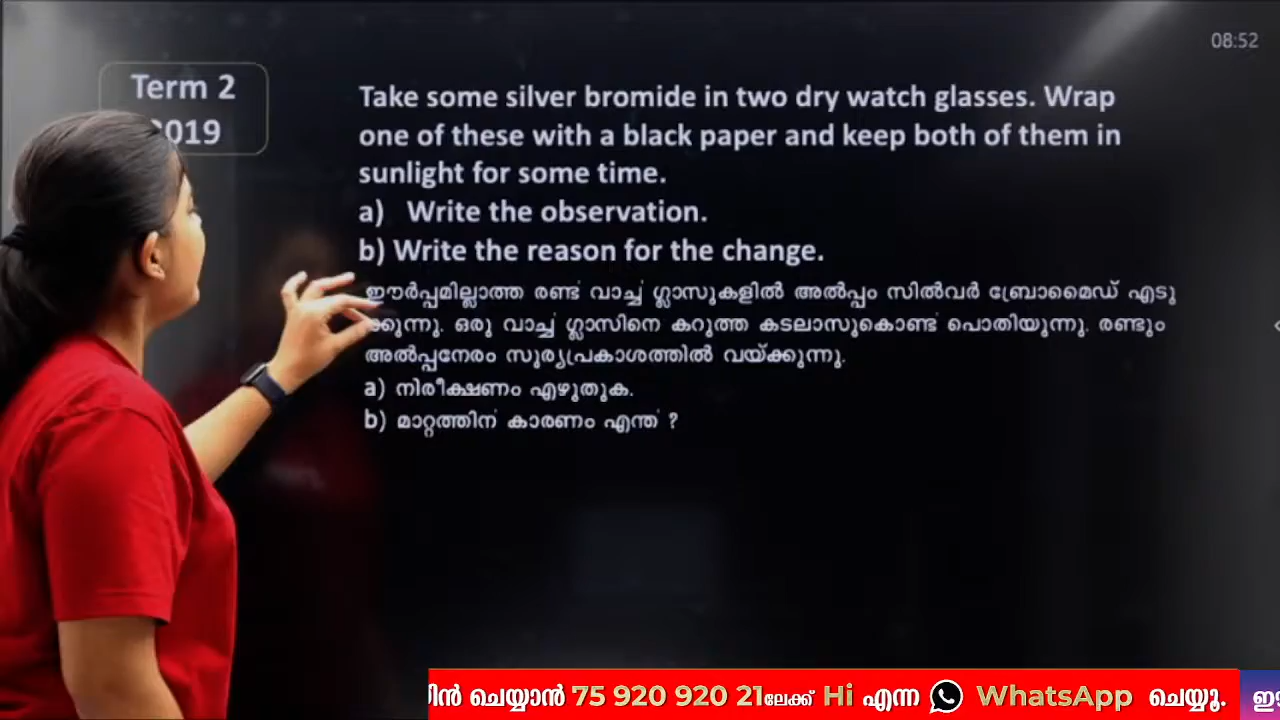 08:52
Term 2
2019
Take some silver bromide in two dry watch glasses. Wrap
one of these with a black paper and keep both of them in
sunlight for some time.
a) Write the observation.
b) Write the reason for the change.
ഈർപ്പമില്ലാത്ത രണ്ട് വാച്ച് ഗ്ലാസുകളിൽ അൽപ്പം സിൽവർ ബ്രോമൈഡ് എടു
ക്കുന്നു. ഒരു വാച്ച് ഗ്ലാസിനെ കറുത്ത കടലാസുകൊണ്ട് പൊതിയുന്നു. രണ്ടും
അൽപ്പനേരം സൂര്യപ്രകാശത്തിൽ വയ്ക്കുന്നു.
a) നിരീക്ഷണം എഴുതുക.
b) മാറ്റത്തിന് കാരണം എന്ത് ?
ചെയ്യാൻ 75 920 920 21ലേക്ക് Hi എന്ന WhatsApp ചെയ്യൂ.